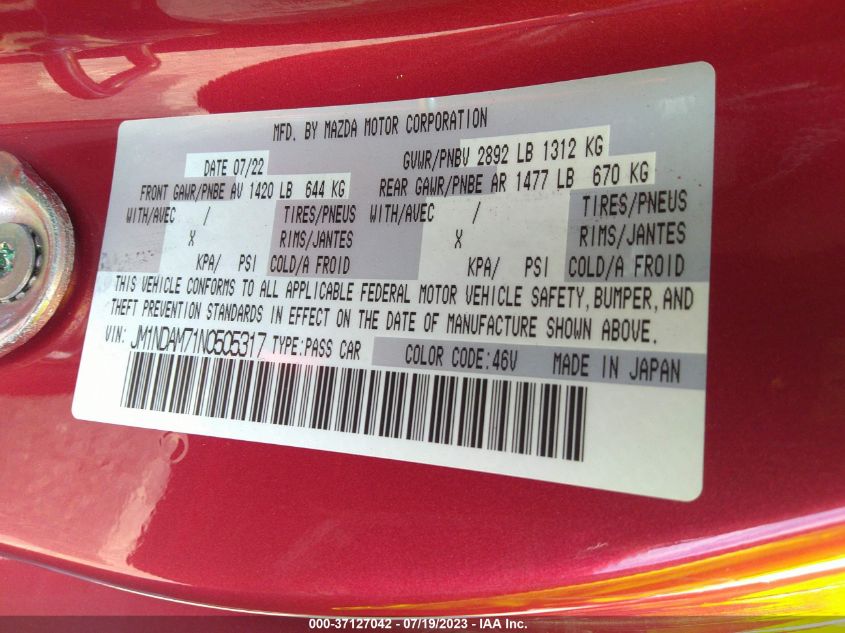 MFD. BY MAZDA MOTOR CORPORATION
DATE 07/22 GVWR/PNBV 2892 LB 1312 KG
FRONT GAWR/PNBE AV 1420 LB 644 KG REAR GAWR/PNBE AR 1477 LB 670 KG
WITH/AVEC / TIRES/PNEUS WITH/AVEC / TIRES/PNEUS
X RIMS/JANTES X RIMS/JANTES
KPA/ PSI COLD/A FROID KPA/ PSI COLD/A FROID
THIS VEHICLE CONFORMS TO ALL APPLICABLE FEDERAL MOTOR VEHICLE SAFETY, BUMPER, AND
THEFT PREVENTION STANDARDS IN EFFECT ON THE DATE OF MANUFACTURE SHOWN ABOVE.
VIN: JM1NDAM71N0505317 TYPE:PASS CAR COLOR CODE:46V MADE IN JAPAN
000-37127042 - 07/19/2023 - IAA Inc.